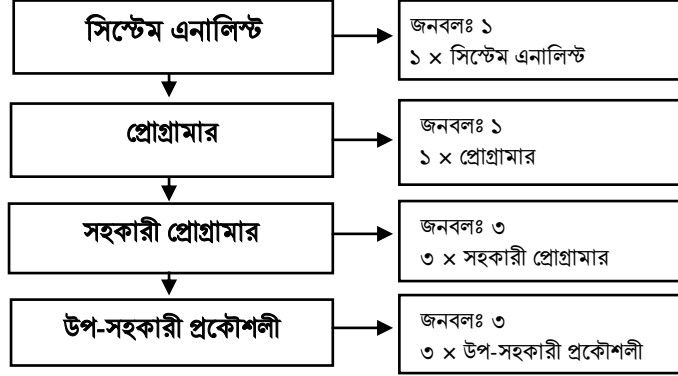 সিস্টেম এনালিস্ট
জনবলঃ ১
১ × সিস্টেম এনালিস্ট
প্রোগ্রামার
জনবলঃ ১
১ × প্রোগ্রামার
সহকারী প্রোগ্রামার
জনবলঃ ৩
৩ × সহকারী প্রোগ্রামার
উপ-সহকারী প্রকৌশলী
জনবলঃ ৩
৩ × উপ-সহকারী প্রকৌশলী